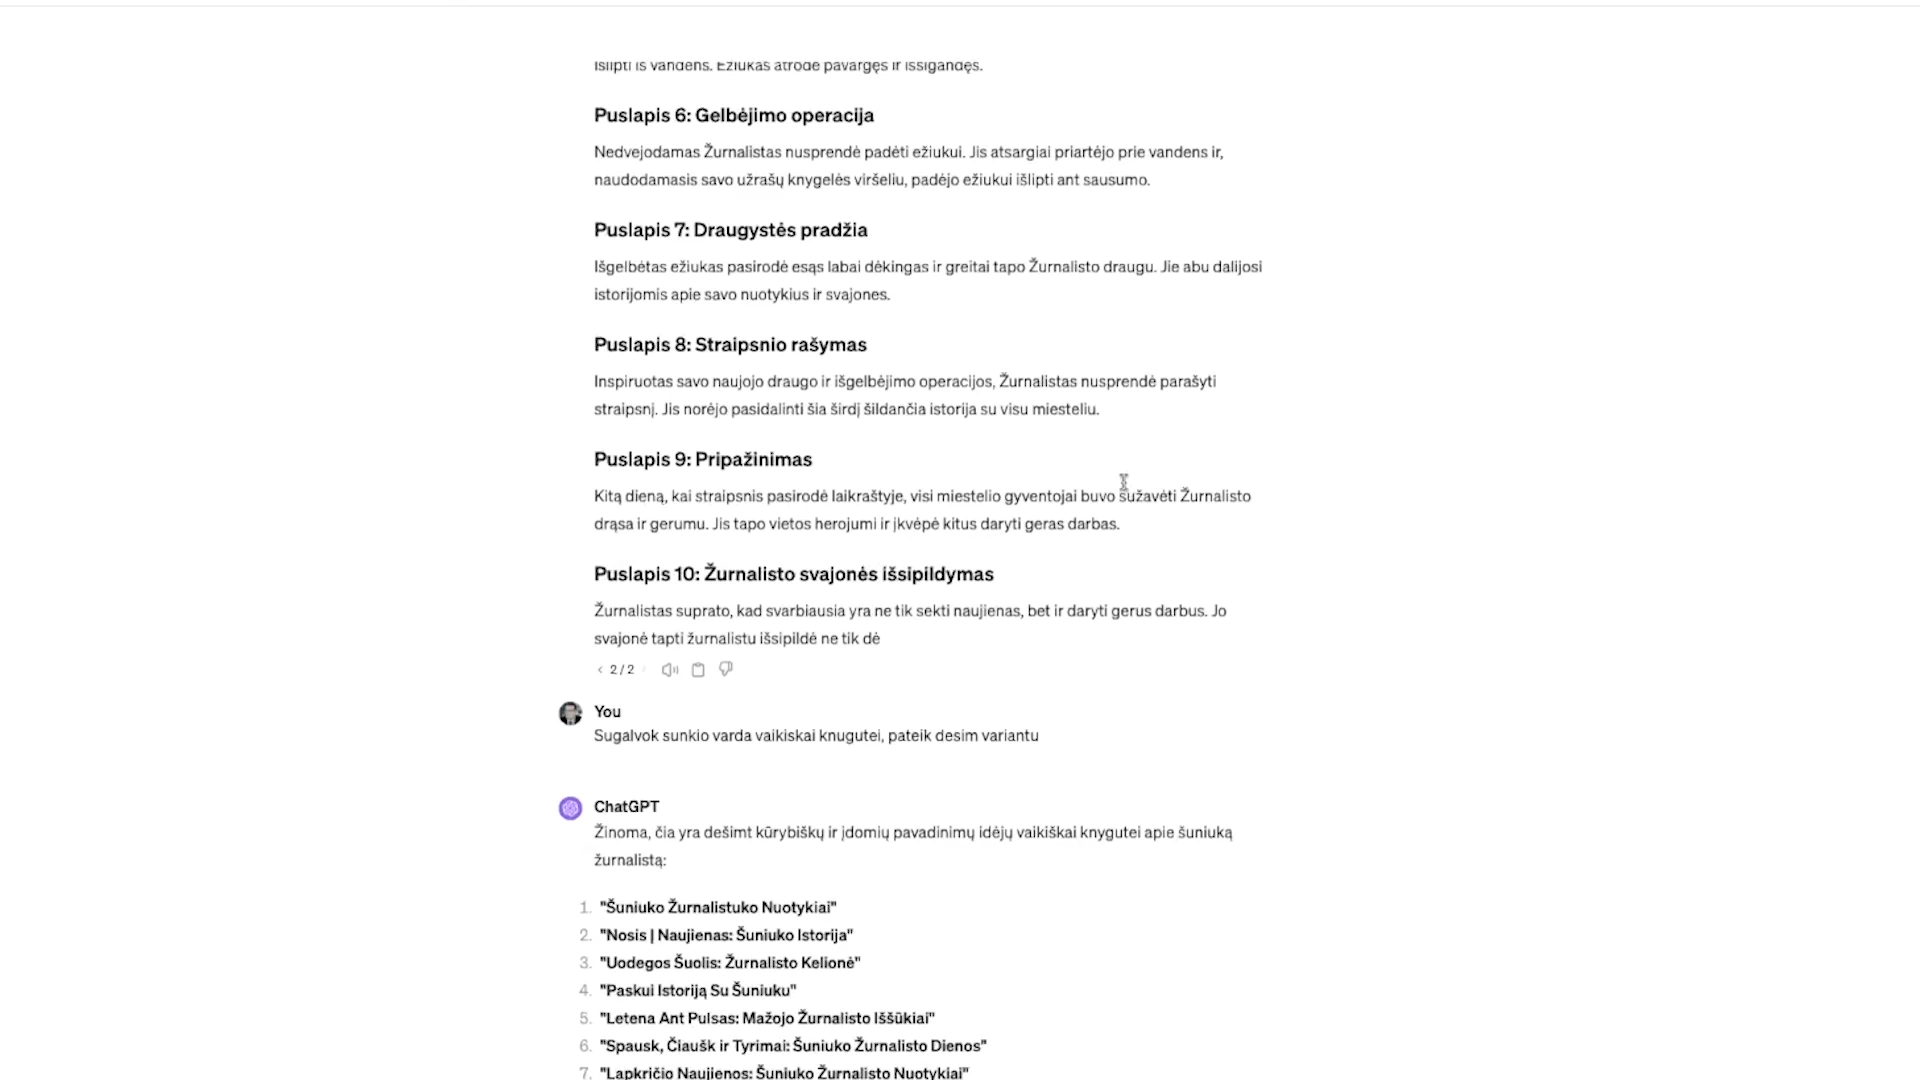 išlipti iš vandens. Ežiukas atrodė pavargęs ir išsigandęs.
Puslapis 6: Gelbėjimo operacija
Nedvejodamas Žurnalistas nusprendė padėti ežiukui. Jis atsargiai priartėjo prie vandens ir,
naudodamasis savo užrašų knygelės viršeliu, padėjo ežiukui išlipti ant sausumo.
Puslapis 7: Draugystės pradžia
Išgelbėtas ežiukas pasirodė esąs labai dėkingas ir greitai tapo Žurnalisto draugu. Jie abu dalijosi
istorijomis apie savo nuotykius ir svajones.
Puslapis 8: Straipsnio rašymas
Inspiruotas savo naujojo draugo ir išgelbėjimo operacijos, Žurnalistas nusprendė parašyti
straipsnį. Jis norėjo pasidalinti šia širdį šildančia istorija su visu miesteliu.
Puslapis 9: Pripažinimas
Kitą dieną, kai straipsnis pasirodė laikraštyje, visi miestelio gyventojai buvo sužavėti Žurnalisto
drąsa ir gerumu. Jis tapo vietos herojumi ir įkvėpė kitus daryti geras darbas.
Puslapis 10: Žurnalisto svajonės išsipildymas
Žurnalistas suprato, kad svarbiausia yra ne tik sekti naujienas, bet ir daryti gerus darbus. Jo
svajonė tapti žurnalistu išsipildė ne tik dė
2 / 2
You
Sugalvok sunkio varda vaikiskai knugutei, pateik desim variantu
ChatGPT
Žinoma, čia yra dešimt kūrybiškų ir įdomių pavadinimų idėjų vaikiškai knygutei apie šuniuką
žurnalistą:
1. "Šuniuko Žurnalistuko Nuotykiai"
2. "Nosis Į Naujienas: Šuniuko Istorija"
3. "Uodegos Šuolis: Žurnalisto Kelionė"
4. "Paskui Istoriją Su Šuniuku"
5. "Letena Ant Pulsas: Mažojo Žurnalisto Iššūkiai"
6. "Spausk, Čiaušk ir Tyrimai: Šuniuko Žurnalisto Dienos"
7. "Lapkričio Naujienos: Šuniuko Žurnalisto Nuotykiai"